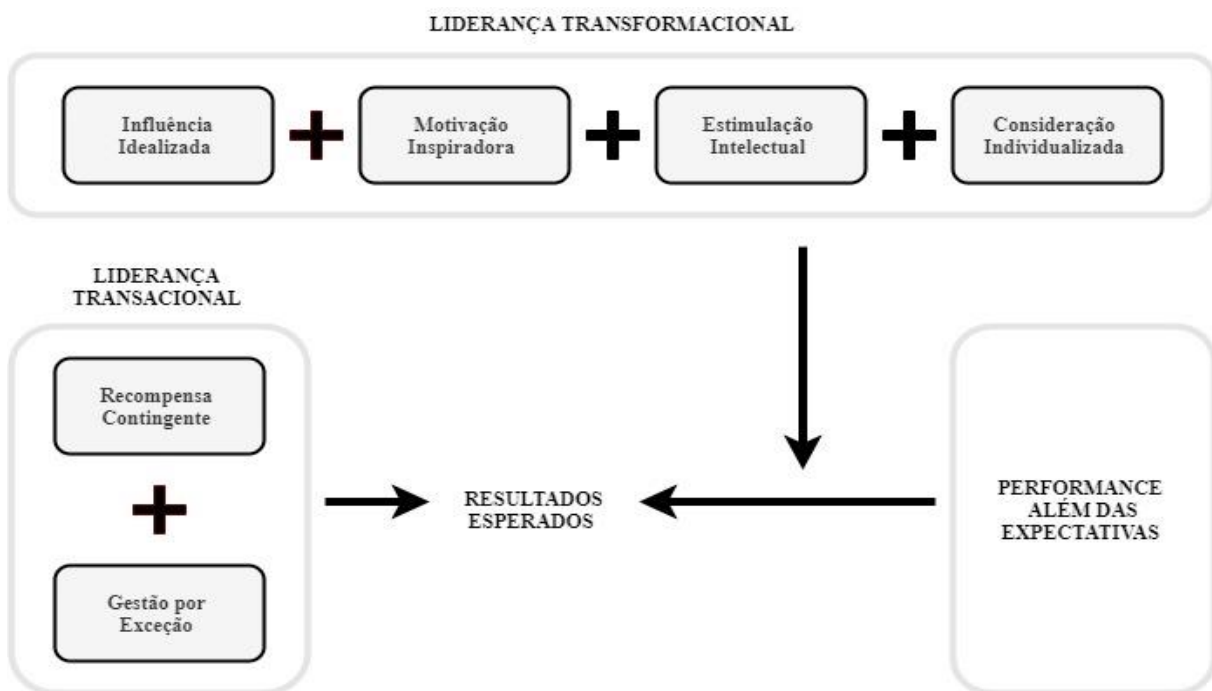 LIDERANÇA TRANSFORMACIONAL
Influência
Idealizada
Motivação
Inspiradora
Estimulação
Intelectual
Consideração
Individualizada
LIDERANÇA
TRANSACIONAL
Recompensa
Contingente
Gestão por
Exceção
RESULTADOS
ESPERADOS
PERFORMANCE
ALÉM DAS
EXPECTATIVAS